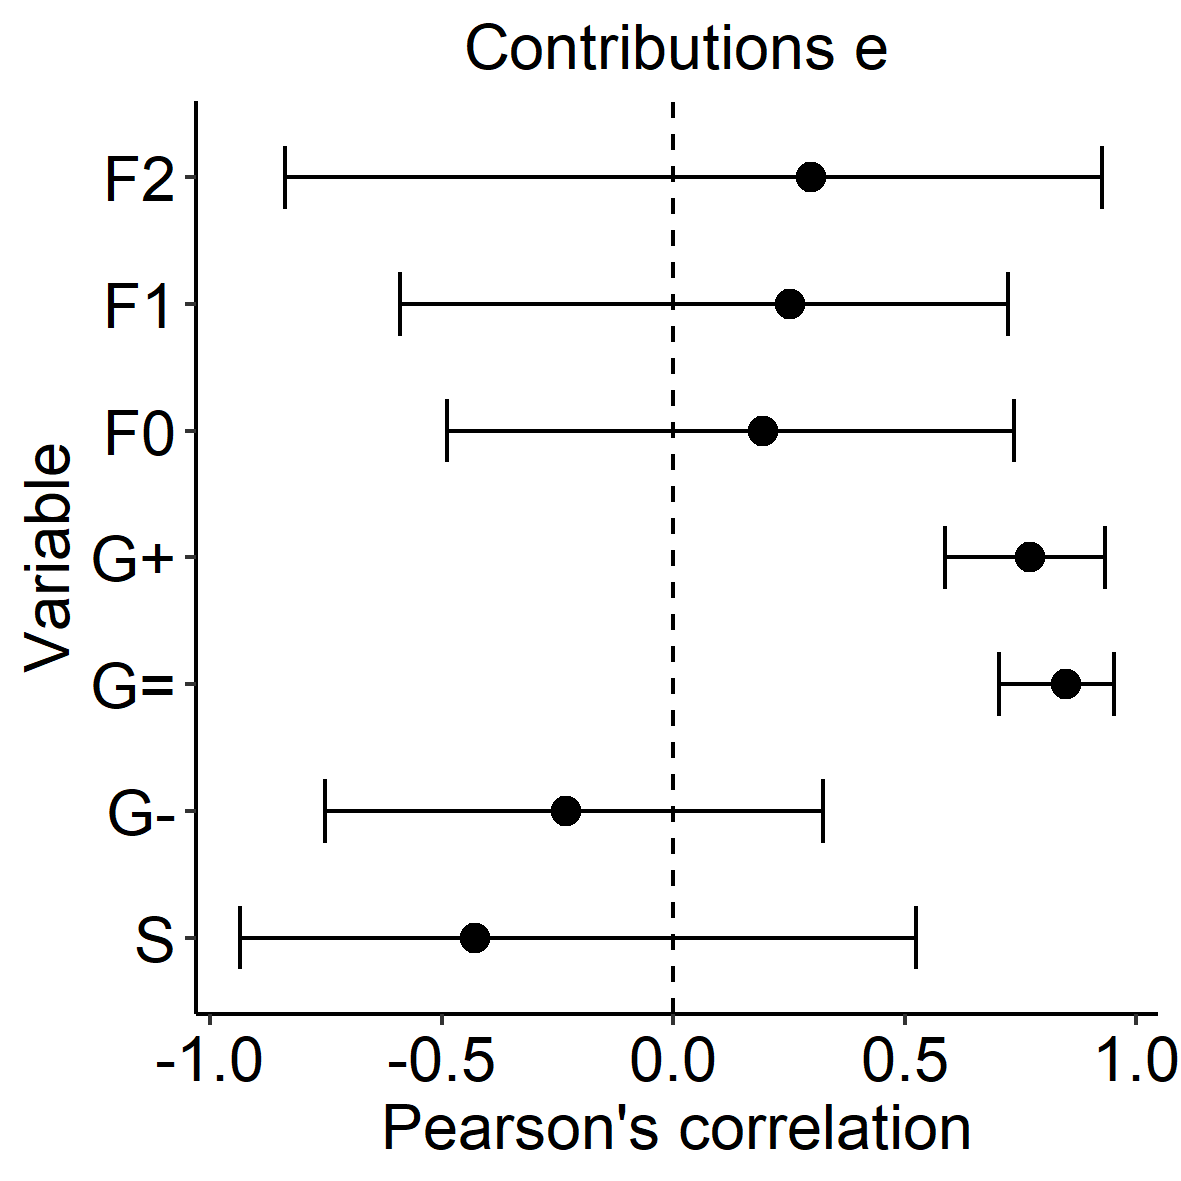 Contributions e
F2
F1
F0
G+
G=
G-
S
Variable
-1.0 -0.5 0.0 0.5 1.0
Pearson's correlation